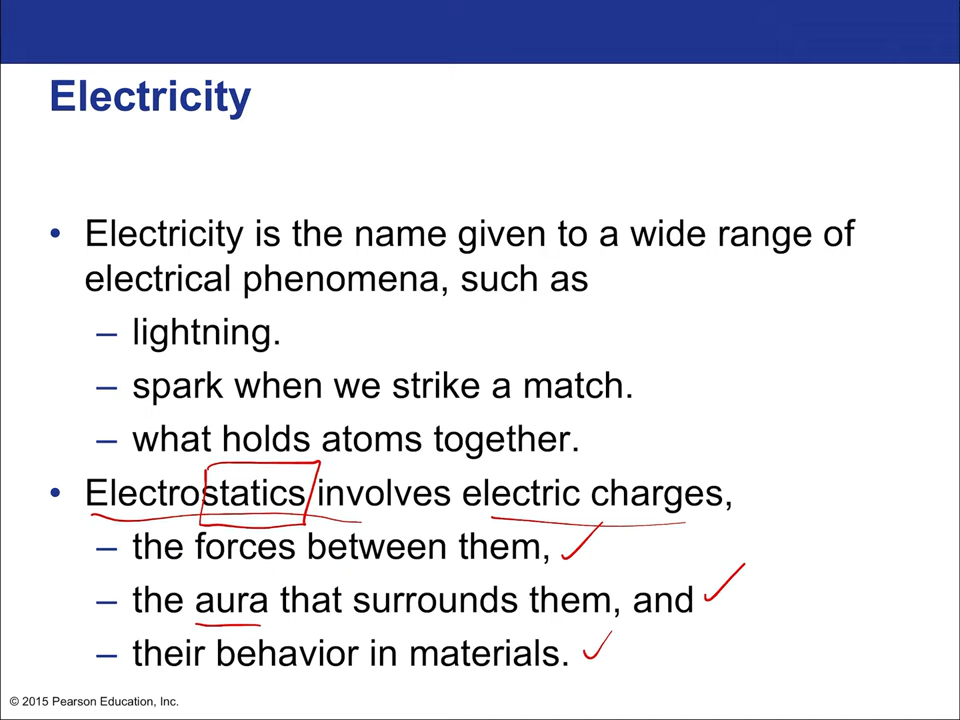 Electricity
• Electricity is the name given to a wide range of
electrical phenomena, such as
– lightning.
– spark when we strike a match.
– what holds atoms together.
• Electrostatics involves electric charges,
– the forces between them,
– the aura that surrounds them, and
– their behavior in materials.
© 2015 Pearson Education, Inc.